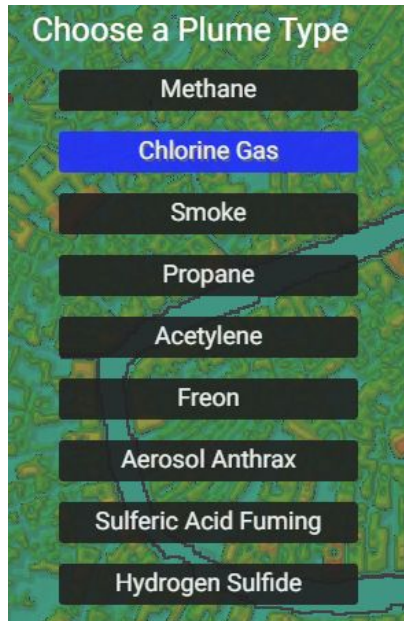 Choose a Plume Type
Methane
Chlorine Gas
Smoke
Propane
Acetylene
Freon
Aerosol Anthrax
Sulferic Acid Fuming
Hydrogen Sulfide